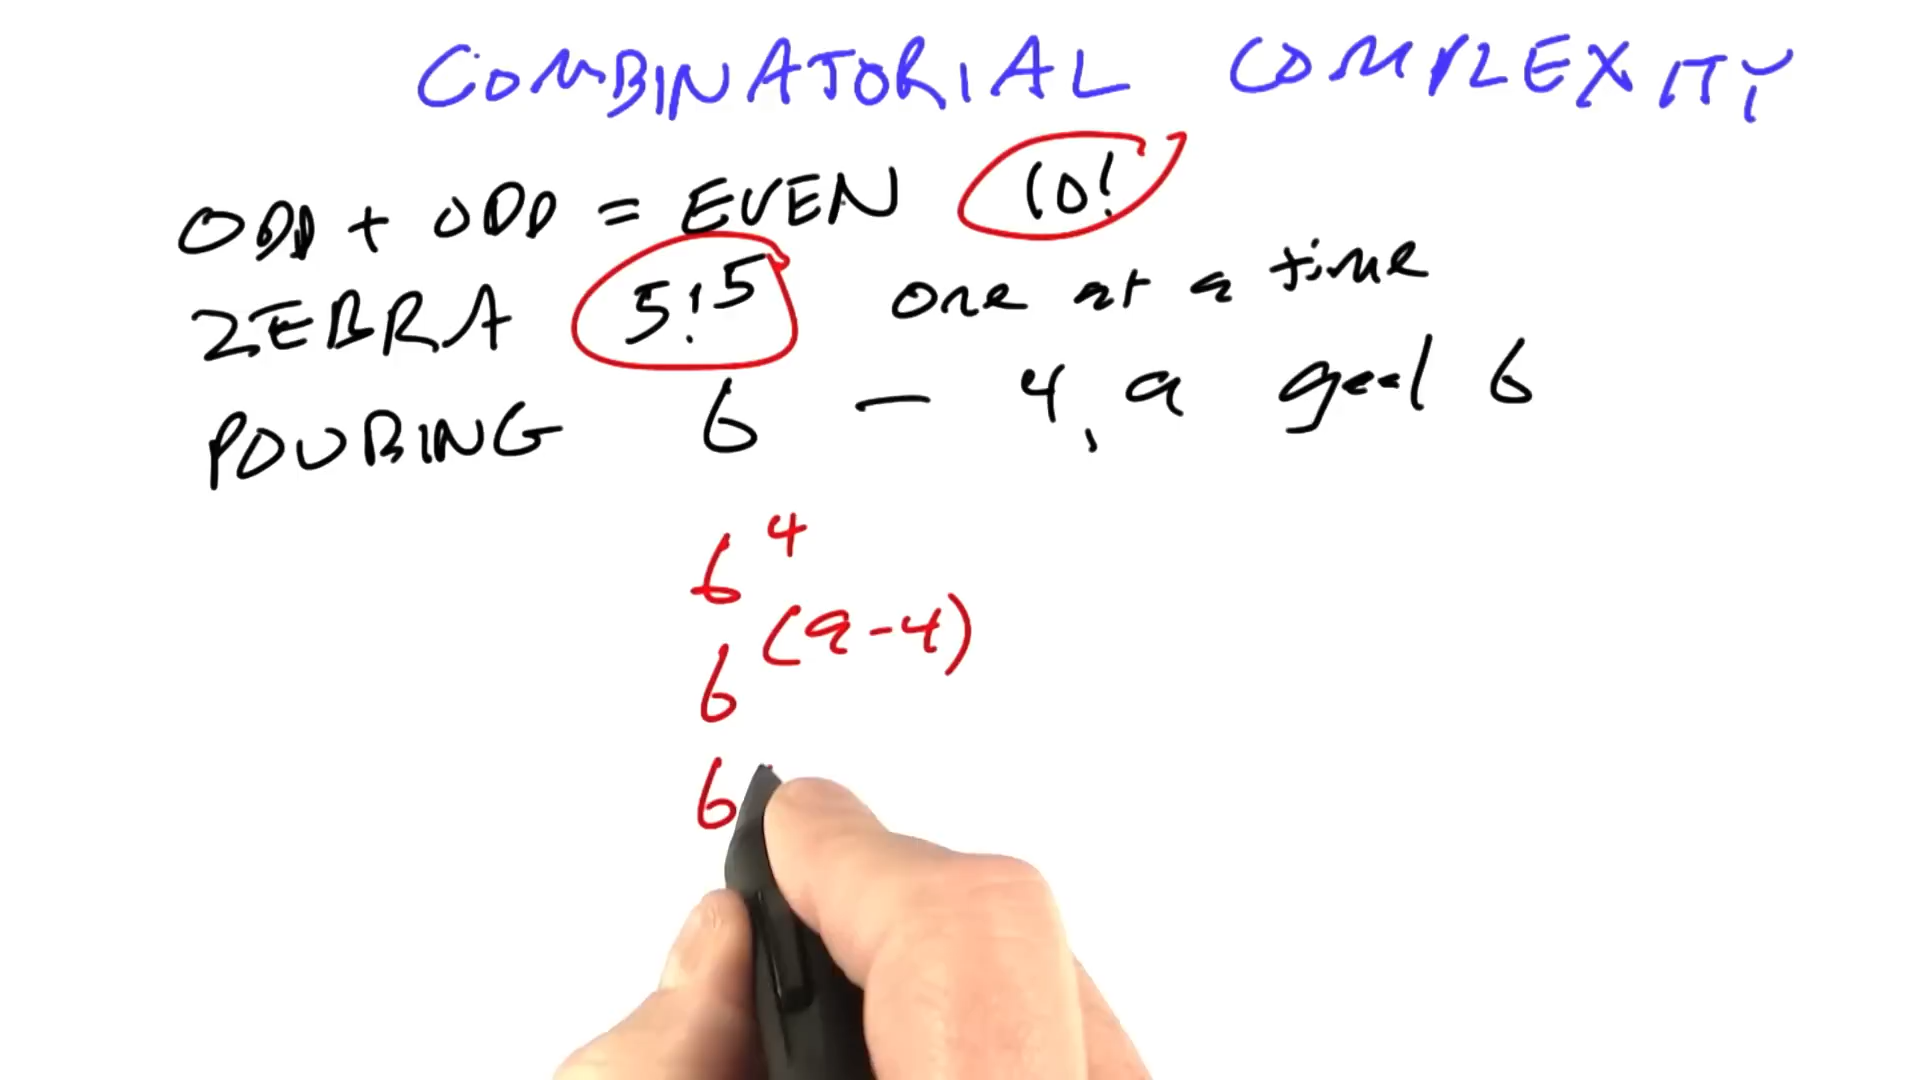 COMBINATORIAL COMPLEXITY
ODD + ODD = EVEN 10!
ZEBRA 5!^5 one at a time
POURING 6 — 4, 9 goal 6
6^4
6^(9-4)
6